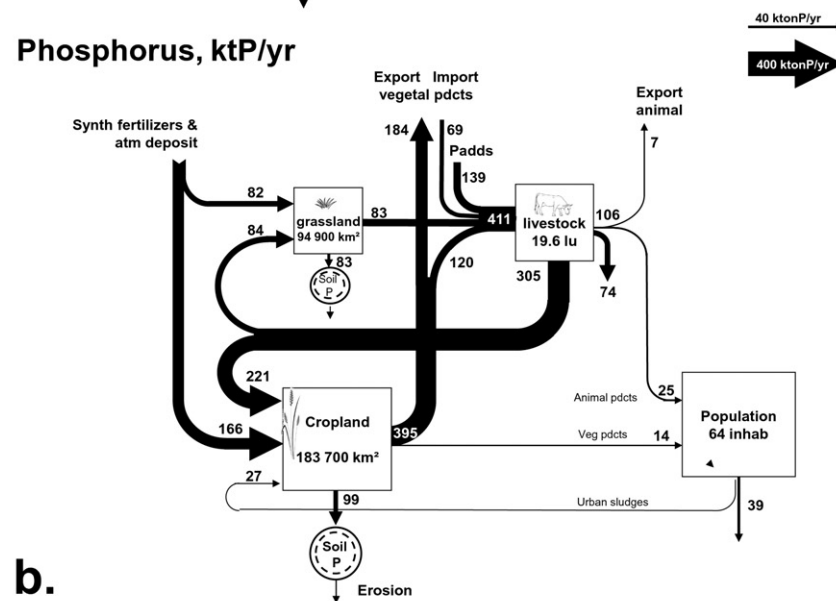 40 ktonP/yr
Phosphorus, ktP/yr
400 ktonP/yr
Export Import
vegetal pdcts
Export
animal
184
69
7
Synth fertilizers &
atm deposit
Padds
139
82
grassland
94 900 km²
83
411
livestock
19.6 lu
106
84
83
Soil
P
120
305
74
221
Cropland
183 700 km²
395
166
Animal pdcts
25
Population
64 inhab
Veg pdcts
14
27
99
Urban sludges
39
Soil
P
b.
Erosion